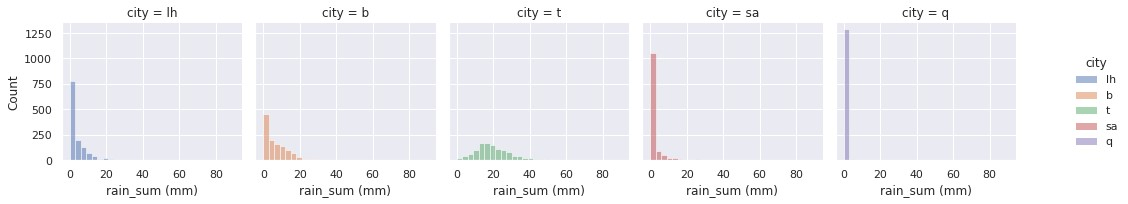 city = lh city = b city = t city = sa city = q
1250
1000
750
500
250
0
Count
0 20 40 60 80 0 20 40 60 80 0 20 40 60 80 0 20 40 60 80 0 20 40 60 80
rain_sum (mm) rain_sum (mm) rain_sum (mm) rain_sum (mm) rain_sum (mm)
city
lh
b
t
sa
q